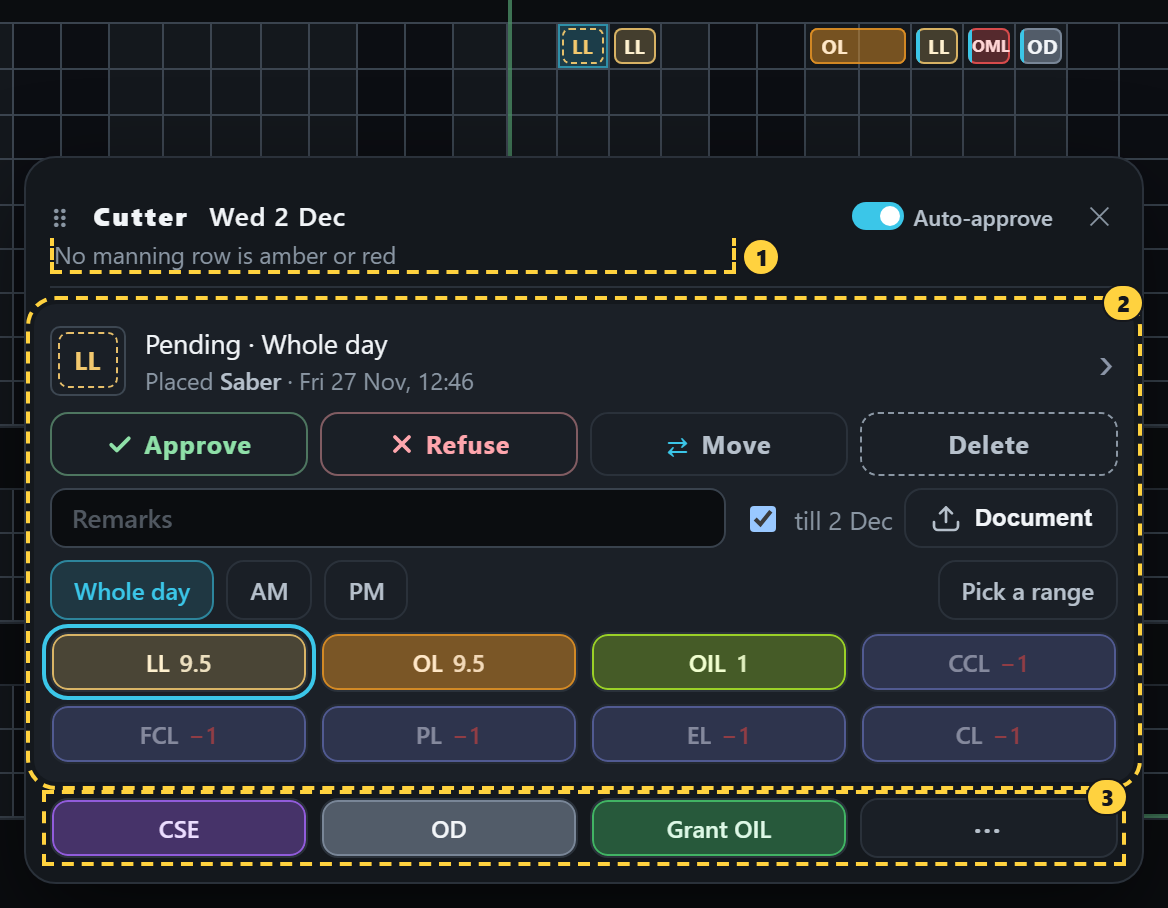 LL LL OL LL OML OD
Cutter Wed 2 Dec Auto-approve
No manning row is amber or red 1
2
LL Pending · Whole day
Placed Saber · Fri 27 Nov, 12:46
Approve Refuse Move Delete
Remarks till 2 Dec Document
Whole day AM PM Pick a range
LL 9.5 OL 9.5 OIL 1 CCL −1
FCL −1 PL −1 EL −1 CL −1
3
CSE OD Grant OIL ...